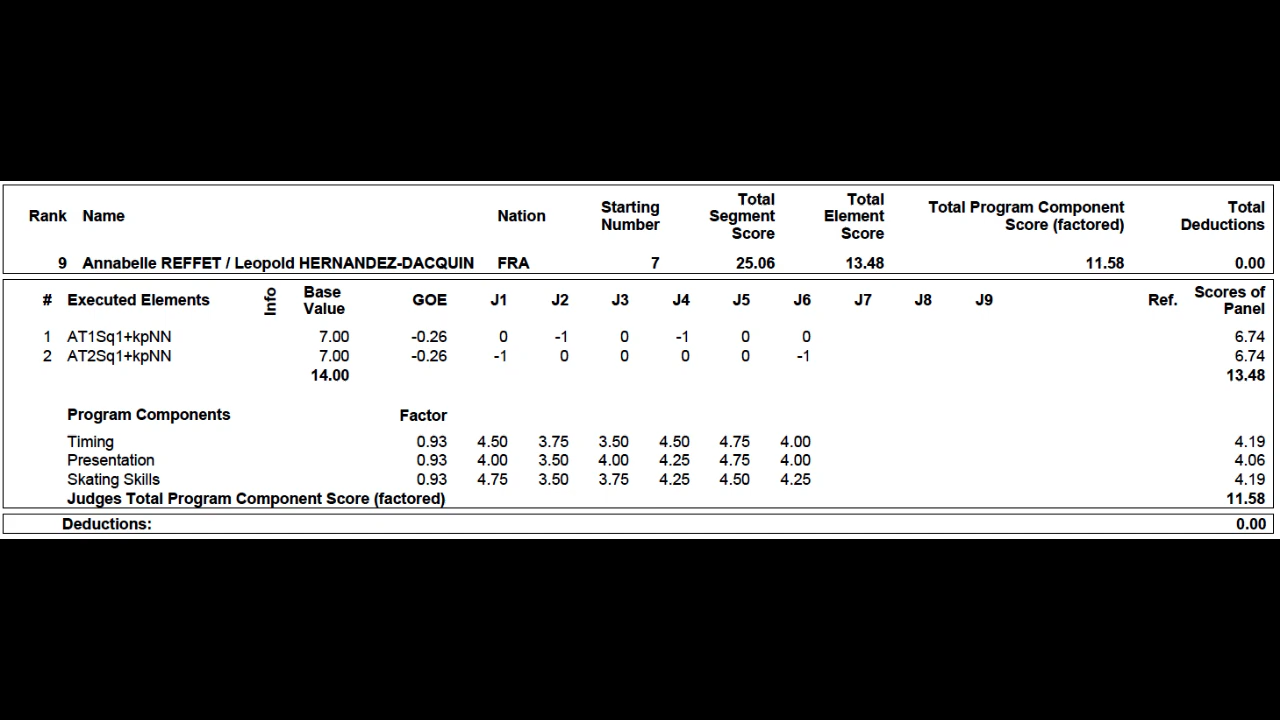 Rank Name Nation Starting Number Total Segment Score Total Element Score Total Program Component Score (factored) Total Deductions
9 Annabelle REFFET / Leopold HERNANDEZ-DACQUIN FRA 7 25.06 13.48 11.58 0.00
# Executed Elements Info Base Value GOE J1 J2 J3 J4 J5 J6 J7 J8 J9 Ref. Scores of Panel
1 AT1Sq1+kpNN 7.00 -0.26 0 -1 0 -1 0 0 6.74
2 AT2Sq1+kpNN 7.00 -0.26 -1 0 0 0 0 -1 6.74
14.00 13.48
Program Components Factor
Timing 0.93 4.50 3.75 3.50 4.50 4.75 4.00 4.19
Presentation 0.93 4.00 3.50 4.00 4.25 4.75 4.00 4.06
Skating Skills 0.93 4.75 3.50 3.75 4.25 4.50 4.25 4.19
Judges Total Program Component Score (factored) 11.58
Deductions: 0.00